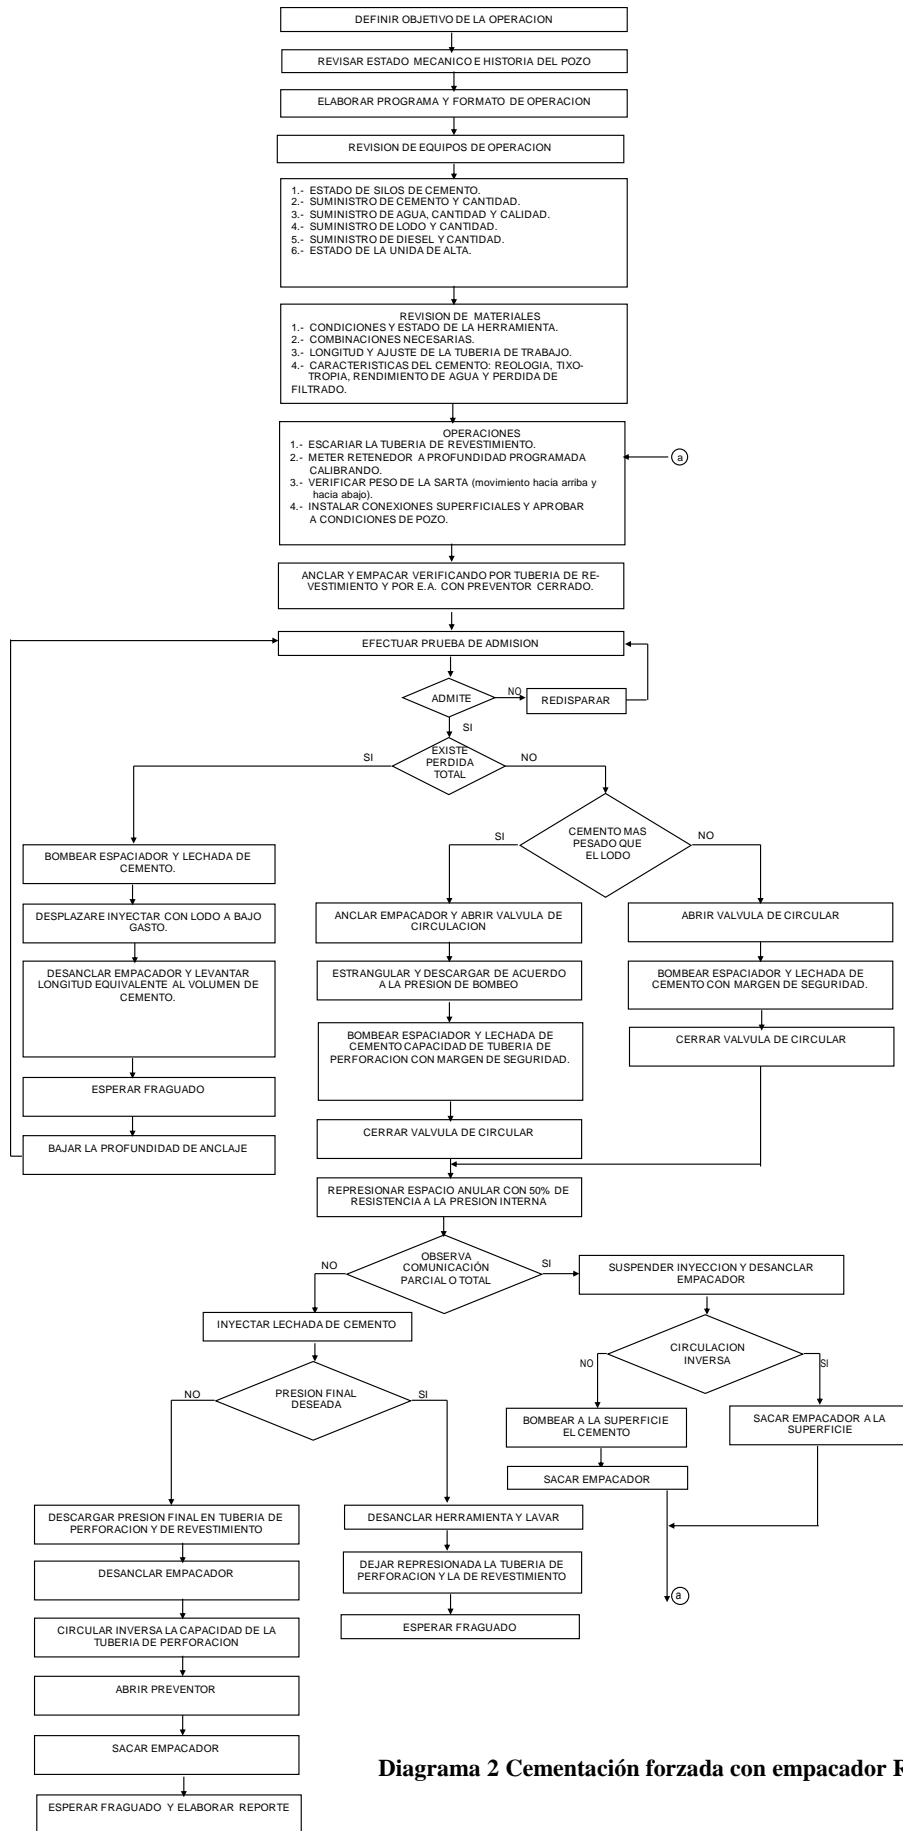 DEFINIR OBJETIVO DE LA OPERACION
REVISAR ESTADO MECANICO E HISTORIA DEL POZO
ELABORAR PROGRAMA Y FORMATO DE OPERACION
REVISION DE EQUIPOS DE OPERACION
1.- ESTADO DE SILOS DE CEMENTO.
2.- SUMINISTRO DE CEMENTO Y CANTIDAD.
3.- SUMINISTRO DE AGUA, CANTIDAD Y CALIDAD.
4.- SUMINISTRO DE LODO Y CANTIDAD.
5.- SUMINISTRO DE DIESEL Y CANTIDAD.
6.- ESTADO DE LA UNIDA DE ALTA.
REVISION DE MATERIALES
1.- CONDICIONES Y ESTADO DE LA HERRAMIENTA.
2.- COMBINACIONES NECESARIAS.
3.- LONGITUD Y AJUSTE DE LA TUBERIA DE TRABAJO.
4.- CARACTERISTICAS DEL CEMENTO: REOLOGIA, TIXO-
TROPIA, RENDIMIENTO DE AGUA Y PERDIDA DE
FILTRADO.
OPERACIONES
1.- ESCARIAR LA TUBERIA DE REVESTIMIENTO.
2.- METER RETENEDOR A PROFUNDIDAD PROGRAMADA
CALIBRANDO.
3.- VERIFICAR PESO DE LA SARTA (movimiento hacia arriba y
hacia abajo).
4.- INSTALAR CONEXIONES SUPERFICIALES Y APROBAR
A CONDICIONES DE POZO.
a
ANCLAR Y EMPACAR VERIFICANDO POR TUBERIA DE RE-
VESTIMIENTO Y POR E.A. CON PREVENTOR CERRADO.
EFECTUAR PRUEBA DE ADMISION
ADMITE
NO
REDISPARAR
SI
EXISTE
PERDIDA
TOTAL
SI
NO
CEMENTO MAS
PESADO QUE
EL LODO
SI
NO
BOMBEAR ESPACIADOR Y LECHADA DE
CEMENTO.
DESPLAZARE INYECTAR CON LODO A BAJO
GASTO.
DESANCLAR EMPACADOR Y LEVANTAR
LONGITUD EQUIVALENTE AL VOLUMEN DE
CEMENTO.
ESPERAR FRAGUADO
BAJAR LA PROFUNDIDAD DE ANCLAJE
ANCLAR EMPACADOR Y ABRIR VALVULA DE
CIRCULACION
ESTRANGULAR Y DESCARGAR DE ACUERDO
A LA PRESION DE BOMBEO
BOMBEAR ESPACIADOR Y LECHADA DE
CEMENTO CAPACIDAD DE TUBERIA DE
PERFORACION CON MARGEN DE SEGURIDAD.
CERRAR VALVULA DE CIRCULAR
ABRIR VALVULA DE CIRCULAR
BOMBEAR ESPACIADOR Y LECHADA DE
CEMENTO CON MARGEN DE SEGURIDAD.
CERRAR VALVULA DE CIRCULAR
REPRESIONAR ESPACIO ANULAR CON 50% DE
RESISTENCIA A LA PRESION INTERNA
OBSERVA
COMUNICACIÓN
PARCIAL O TOTAL
NO
SI
SUSPENDER INYECCION Y DESANCLAR
EMPACADOR
INYECTAR LECHADA DE CEMENTO
CIRCULACION
INVERSA
NO
SI
PRESION FINAL
DESEADA
NO
SI
BOMBEAR A LA SUPERFICIE
EL CEMENTO
SACAR EMPACADOR
SACAR EMPACADOR A LA
SUPERFICIE
a
DESCARGAR PRESION FINAL EN TUBERIA DE
PERFORACION Y DE REVESTIMIENTO
DESANCLAR EMPACADOR
CIRCULAR INVERSA LA CAPACIDAD DE LA
TUBERIA DE PERFORACION
ABRIR PREVENTOR
SACAR EMPACADOR
ESPERAR FRAGUADO Y ELABORAR REPORTE
DESANCLAR HERRAMIENTA Y LAVAR
DEJAR REPRESIONADA LA TUBERIA DE
PERFORACION Y LA DE REVESTIMIENTO
ESPERAR FRAGUADO
Diagrama 2 Cementación forzada con empacador